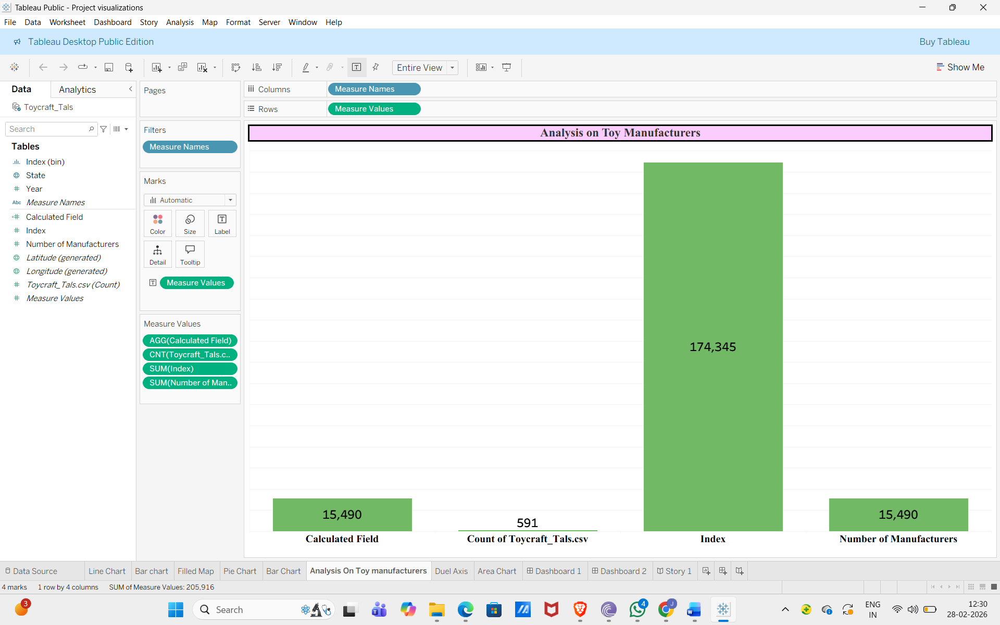 Tableau Public - Project visualizations
File Data Worksheet Dashboard Story Analysis Map Format Server Window Help
Tableau Desktop Public Edition
Buy Tableau
Entire View
Show Me
Data
Analytics
Toycraft_Tals
Search
Tables
Index (bin)
State
Year
Abc Measure Names
Calculated Field
Index
Number of Manufacturers
Latitude (generated)
Longitude (generated)
Toycraft_Tals.csv (Count)
Measure Values
Pages
Filters
Measure Names
Marks
Automatic
Color Size Label
Detail Tooltip
Measure Values
Measure Values
AGG(Calculated Field)
CNT(Toycraft_Tals.c..
SUM(Index)
SUM(Number of Man..
Columns Measure Names
Rows Measure Values
Analysis on Toy Manufacturers
174,345
15,490
591
15,490
Calculated Field
Count of Toycraft_Tals.csv
Index
Number of Manufacturers
Data Source Line Chart Bar chart Filled Map Pie Chart Bar Chart Analysis On Toy manufacturers Duel Axis Area Chart Dashboard 1 Dashboard 2 Story 1
4 marks 1 row by 4 columns SUM of Measure Values: 205,916
3
Search
4
J
W
ENG
IN
12:30
28-02-2026